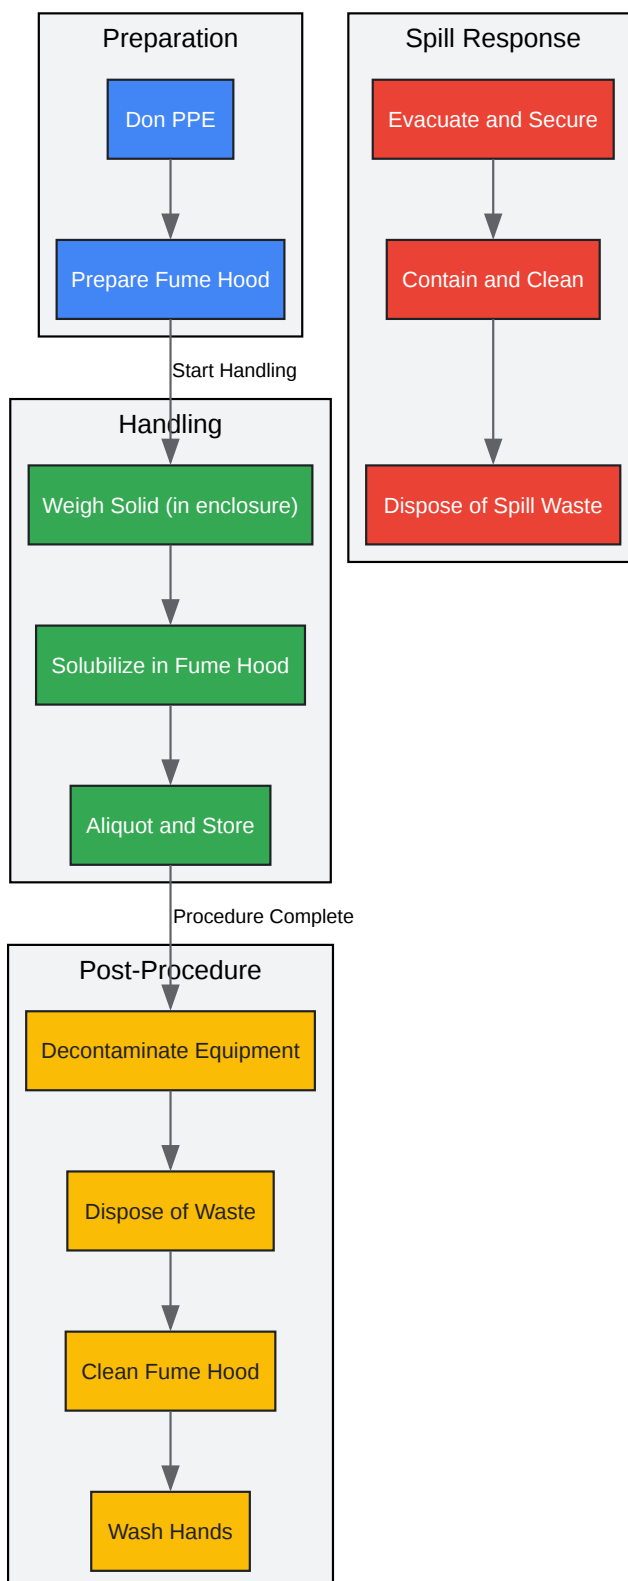 Preparation
Don PPE
Prepare Fume Hood
Start Handling
Handling
Weigh Solid (in enclosure)
Solubilize in Fume Hood
Aliquot and Store
Procedure Complete
Post-Procedure
Decontaminate Equipment
Dispose of Waste
Clean Fume Hood
Wash Hands
Spill Response
Evacuate and Secure
Contain and Clean
Dispose of Spill Waste